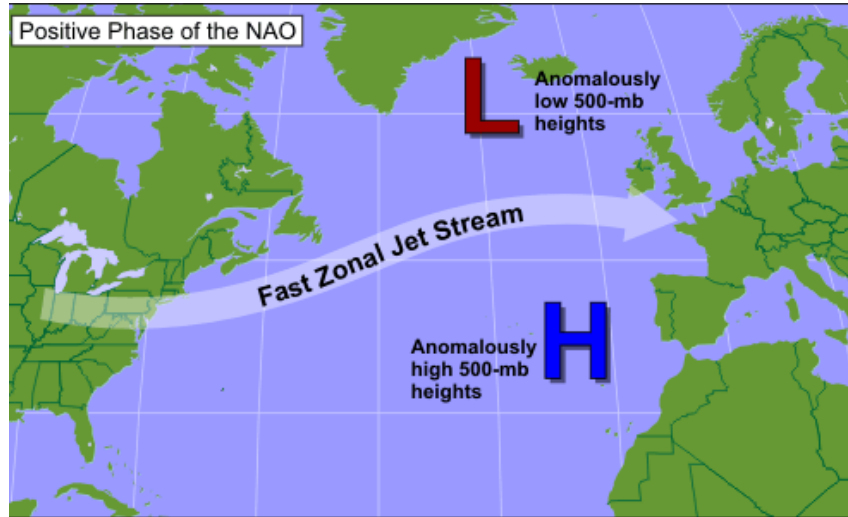 Positive Phase of the NAO
L
Anomalously
low 500-mb
heights
Fast Zonal Jet Stream
H
Anomalously
high 500-mb
heights